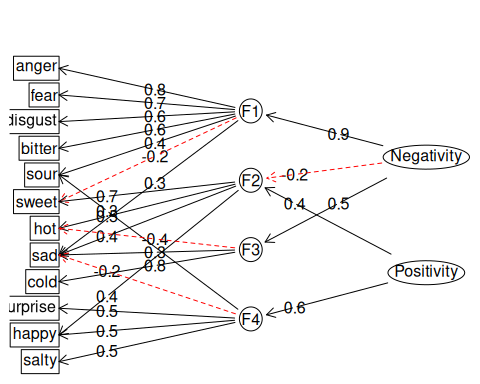 anger
fear
disgust
bitter
sour
sweet
hot
sad
cold
urprise
happy
salty
F1
F2
F3
F4
Negativity
Positivity
0.8
0.7
0.6
0.6
0.4
-0.2
0.3
0.7
0.4
-0.4
0.3
0.8
-0.2
0.4
0.5
0.5
0.5
0.9
-0.2
0.4
0.5
0.6